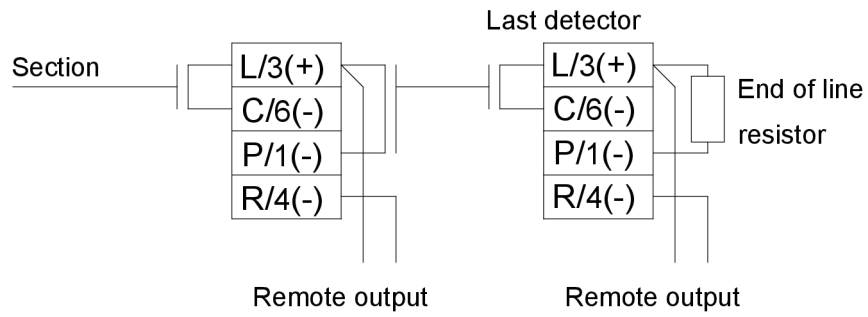 Last detector
Section
L/3(+)
C/6(-)
P/1(-)
R/4(-)
L/3(+)
C/6(-)
P/1(-)
R/4(-)
End of line
resistor
Remote output
Remote output